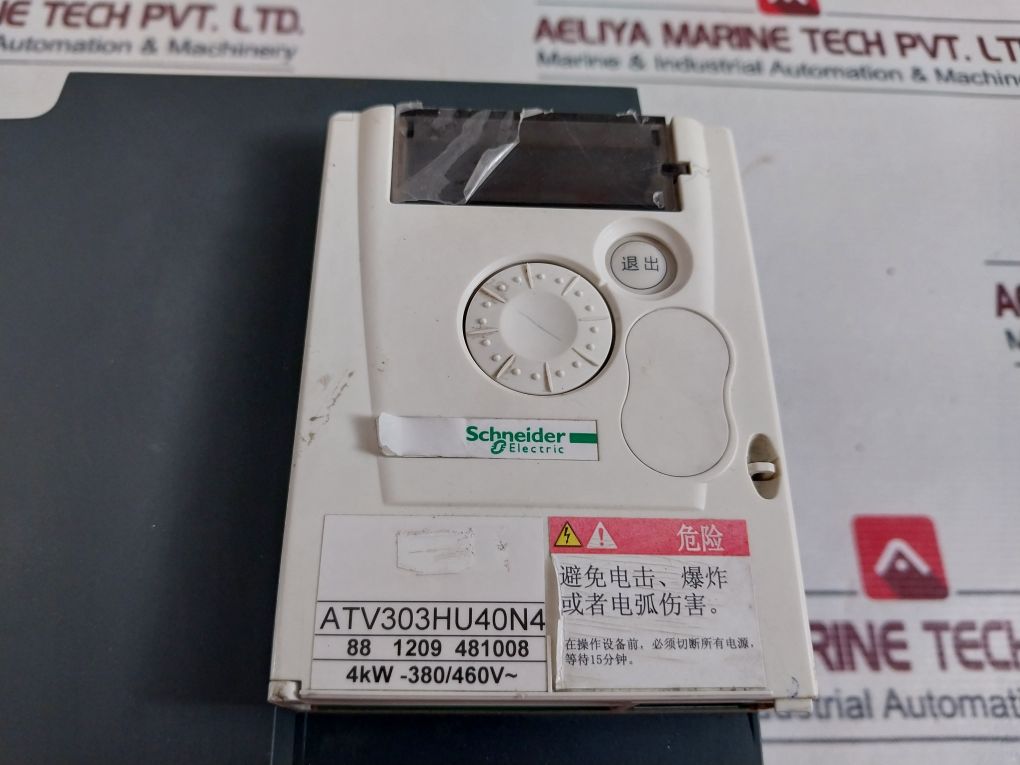 NE TECH PVT. LTD.
Automation & Machinery
AELIYA MARINE TECH PVT. LT
Marine & Industrial Automation & Machin
退出
Schneider
Electric
危险
避免电击、爆炸
或者电弧伤害。
在操作设备前，必须切断所有电源，
等待15分钟。
ATV303HU40N4
88 1209 481008
4kW -380/460V~
RINE TECH
ustrial Automat